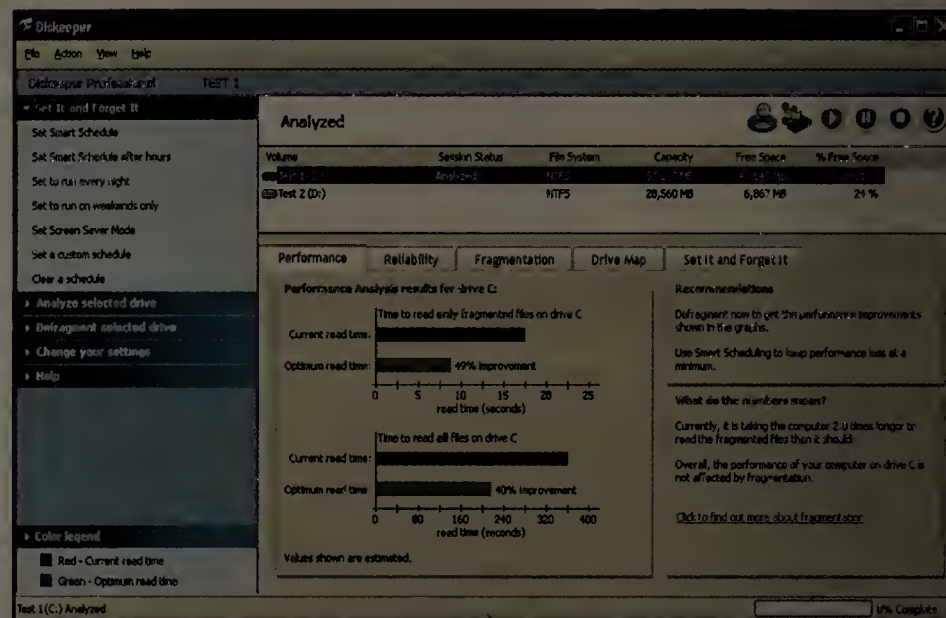 Diskeeper
File Action View Help
Diskeeper Professional TEST 1
Set It and Forget It
Set Smart Schedule
Set Smart Schedule after hours
Set to run every night
Set to run on weekends only
Set Screen Saver Mode
Set a custom schedule
Clear a schedule
Analyze selected drive
Defragment selected drive
Change your settings
Help
Color legend
Red - Current read time
Green - Optimum read time
Analyzed
Volume Session Status File System Capacity Free Space % Free Space
Analyzed
Test 2 (D:) NTFS 28,560 MB 6,867 MB 24 %
Performance Reliability Fragmentation Drive Map Set It and Forget It
Performance Analysis results for drive C:
Time to read only fragmented files on drive C
Current read time:
Optimum read time: 49% improvement
0 5 10 15 20 25
read time (seconds)
Time to read all files on drive C
Current read time:
Optimum read time 40% improvement
0 80 160 240 320 400
read time (seconds)
Values shown are estimated.
Recommendations
Defragment now to get the performance improvements
shown in the graphs.
Use Smart Scheduling to keep performance loss at a
minimum.
What do the numbers mean?
Currently, it is taking the computer 2.0 times longer to
read the fragmented files than it should.
Overall, the performance of your computer on drive C is
not affected by fragmentation.
Click to find out more about fragmentation
Test 1(C:) Analyzed
0% Complete